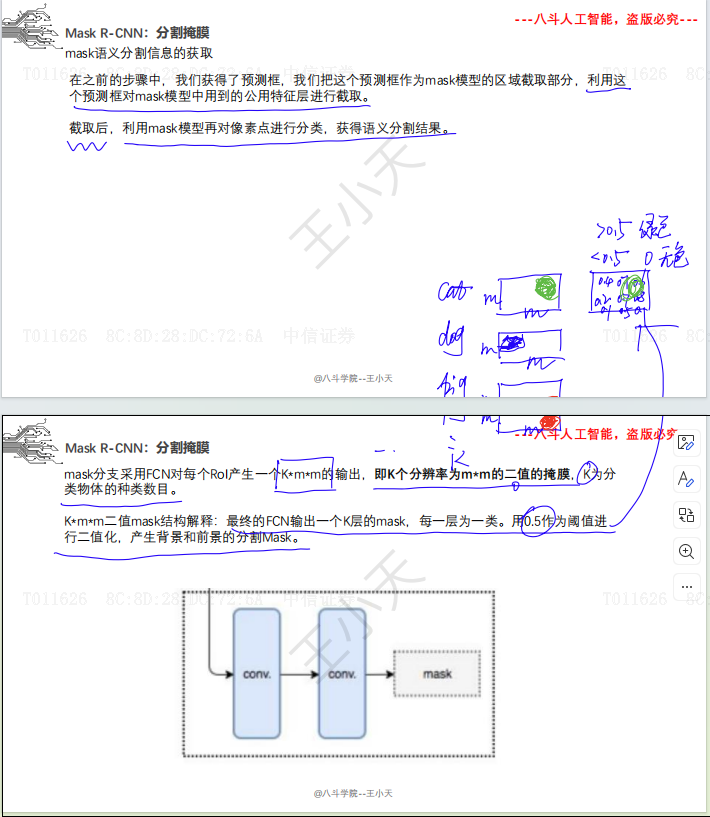 ---八斗人工智能，盗版必究---
Mask R-CNN：分割掩膜
mask语义分割信息的获取
T011626 8C:8D:28:DC:72:6A 中信证券
T011626 8C
在之前的步骤中，我们获得了预测框，我们把这个预测框作为mask模型的区域截取部分，利用这
个预测框对mask模型中用到的公用特征层进行截取。
截取后，利用mask模型再对像素点进行分类，获得语义分割结果。
王小天
>0.5 绿色
<0.5 0 无色
cat m m
dog m m
pig m m
T011626 8C:8D:28:DC:72:6A 中信证券
T011626 8C
@八斗学院--王小天
K
---八斗人工智能，盗版必究
Mask R-CNN：分割掩膜
mask分支采用FCN对每个RoI产生一个K*m*m的输出，即K个分辨率为m*m的二值的掩膜，K为分
类物体的种类数目。
K*m*m二值mask结构解释：最终的FCN输出一个K层的mask，每一层为一类。用0.5作为阈值进
行二值化，产生背景和前景的分割Mask。
T011626 8C:8D:28:DC:72:6A 中信证券
T011626 8C
王小天
conv.
conv.
mask
@八斗学院--王小天